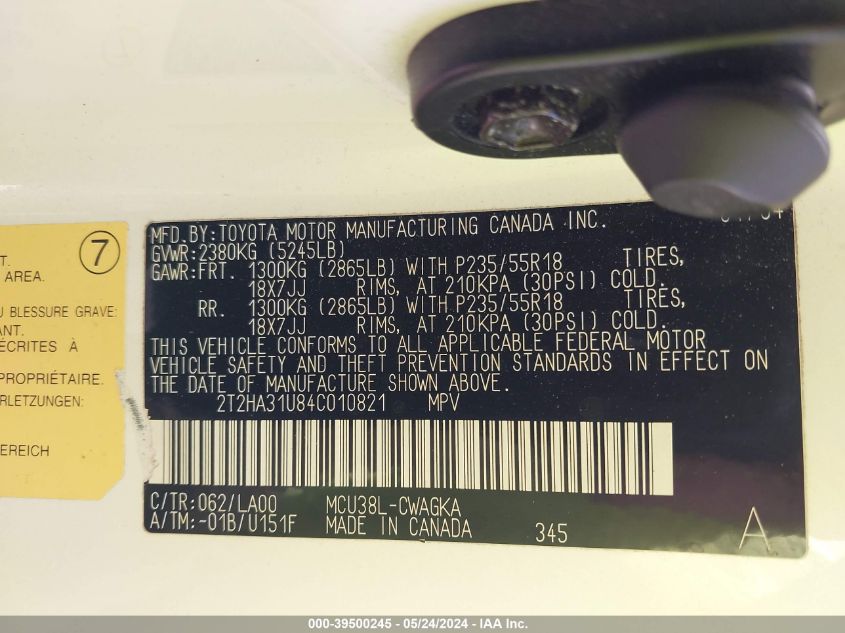 7
T.
AREA.
U BLESSURE GRAVE:
ANT.
ÉCRITES À
PROPRIÉTAIRE.
RLETZUNGEN:
BEREICH
MFD.BY:TOYOTA MOTOR MANUFACTURING CANADA INC.
GVWR:2380KG (5245LB)
GAWR:FRT. 1300KG (2865LB) WITH P235/55R18 TIRES,
18X7JJ RIMS, AT 210KPA (30PSI) COLD.
RR. 1300KG (2865LB) WITH P235/55R18 TIRES,
18X7JJ RIMS, AT 210KPA (30PSI) COLD.
THIS VEHICLE CONFORMS TO ALL APPLICABLE FEDERAL MOTOR
VEHICLE SAFETY AND THEFT PREVENTION STANDARDS IN EFFECT ON
THE DATE OF MANUFACTURE SHOWN ABOVE.
2T2HA31U84C010821 MPV
C/TR:062/LA00 MCU38L-CWAGKA
A/TM:-01B/U151F MADE IN CANADA 345 A
000-39500245 - 05/24/2024 - IAA Inc.